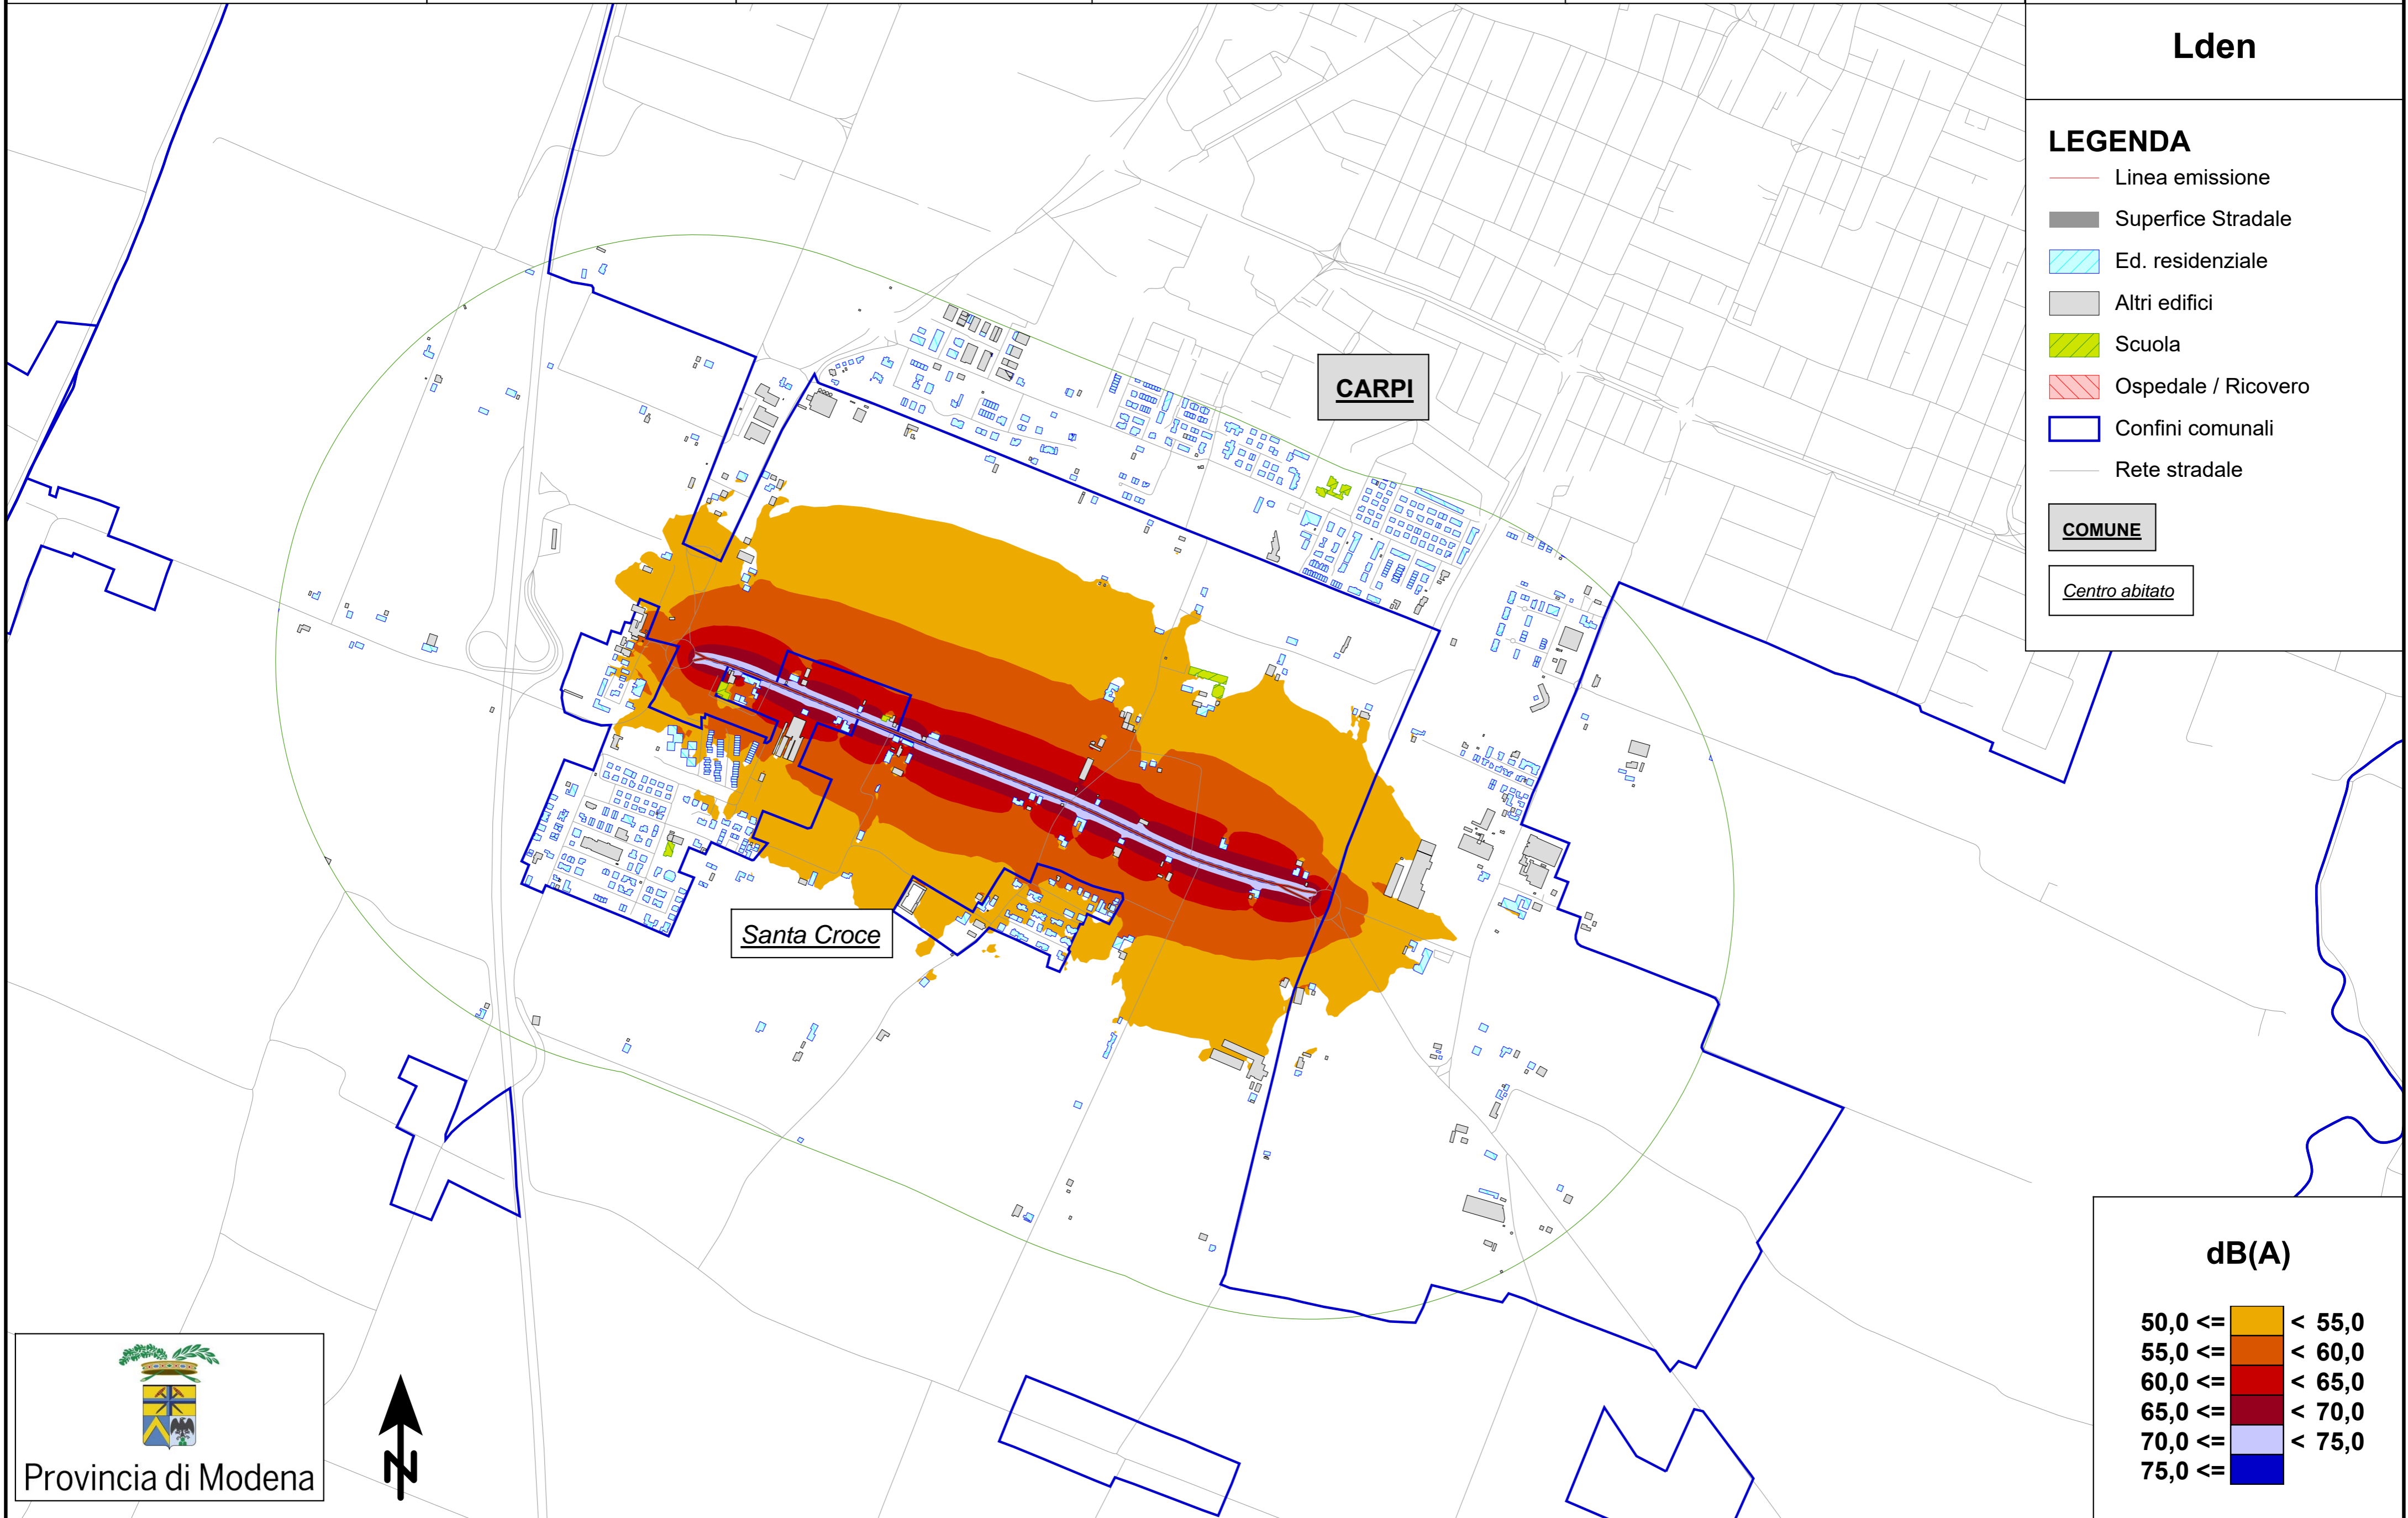 Lden
LEGENDA
Linea emissione
Superfice Stradale
Ed. residenziale
Altri edifici
Scuola
Ospedale / Ricovero
Confini comunali
Rete stradale
COMUNE
Centro abitato
CARPI
Santa Croce
dB(A)
50,0 <= < 55,0
55,0 <= < 60,0
60,0 <= < 65,0
65,0 <= < 70,0
70,0 <= < 75,0
75,0 <=
Provincia di Modena
N